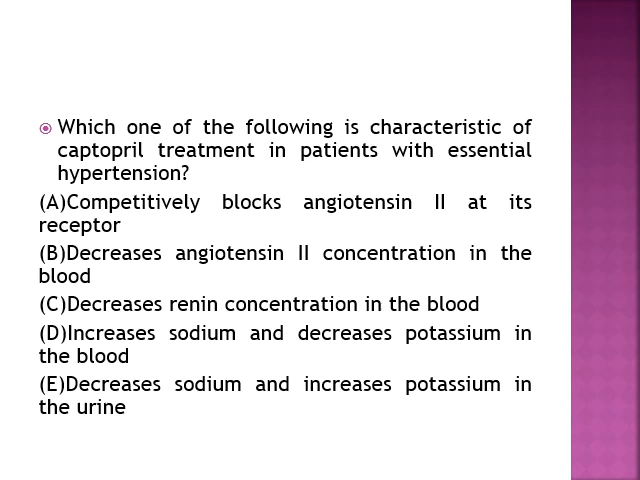 Which one of the following is characteristic of
captopril treatment in patients with essential
hypertension?
(A)Competitively blocks angiotensin II at its
receptor
(B)Decreases angiotensin II concentration in the
blood
(C)Decreases renin concentration in the blood
(D)Increases sodium and decreases potassium in
the blood
(E)Decreases sodium and increases potassium in
the urine